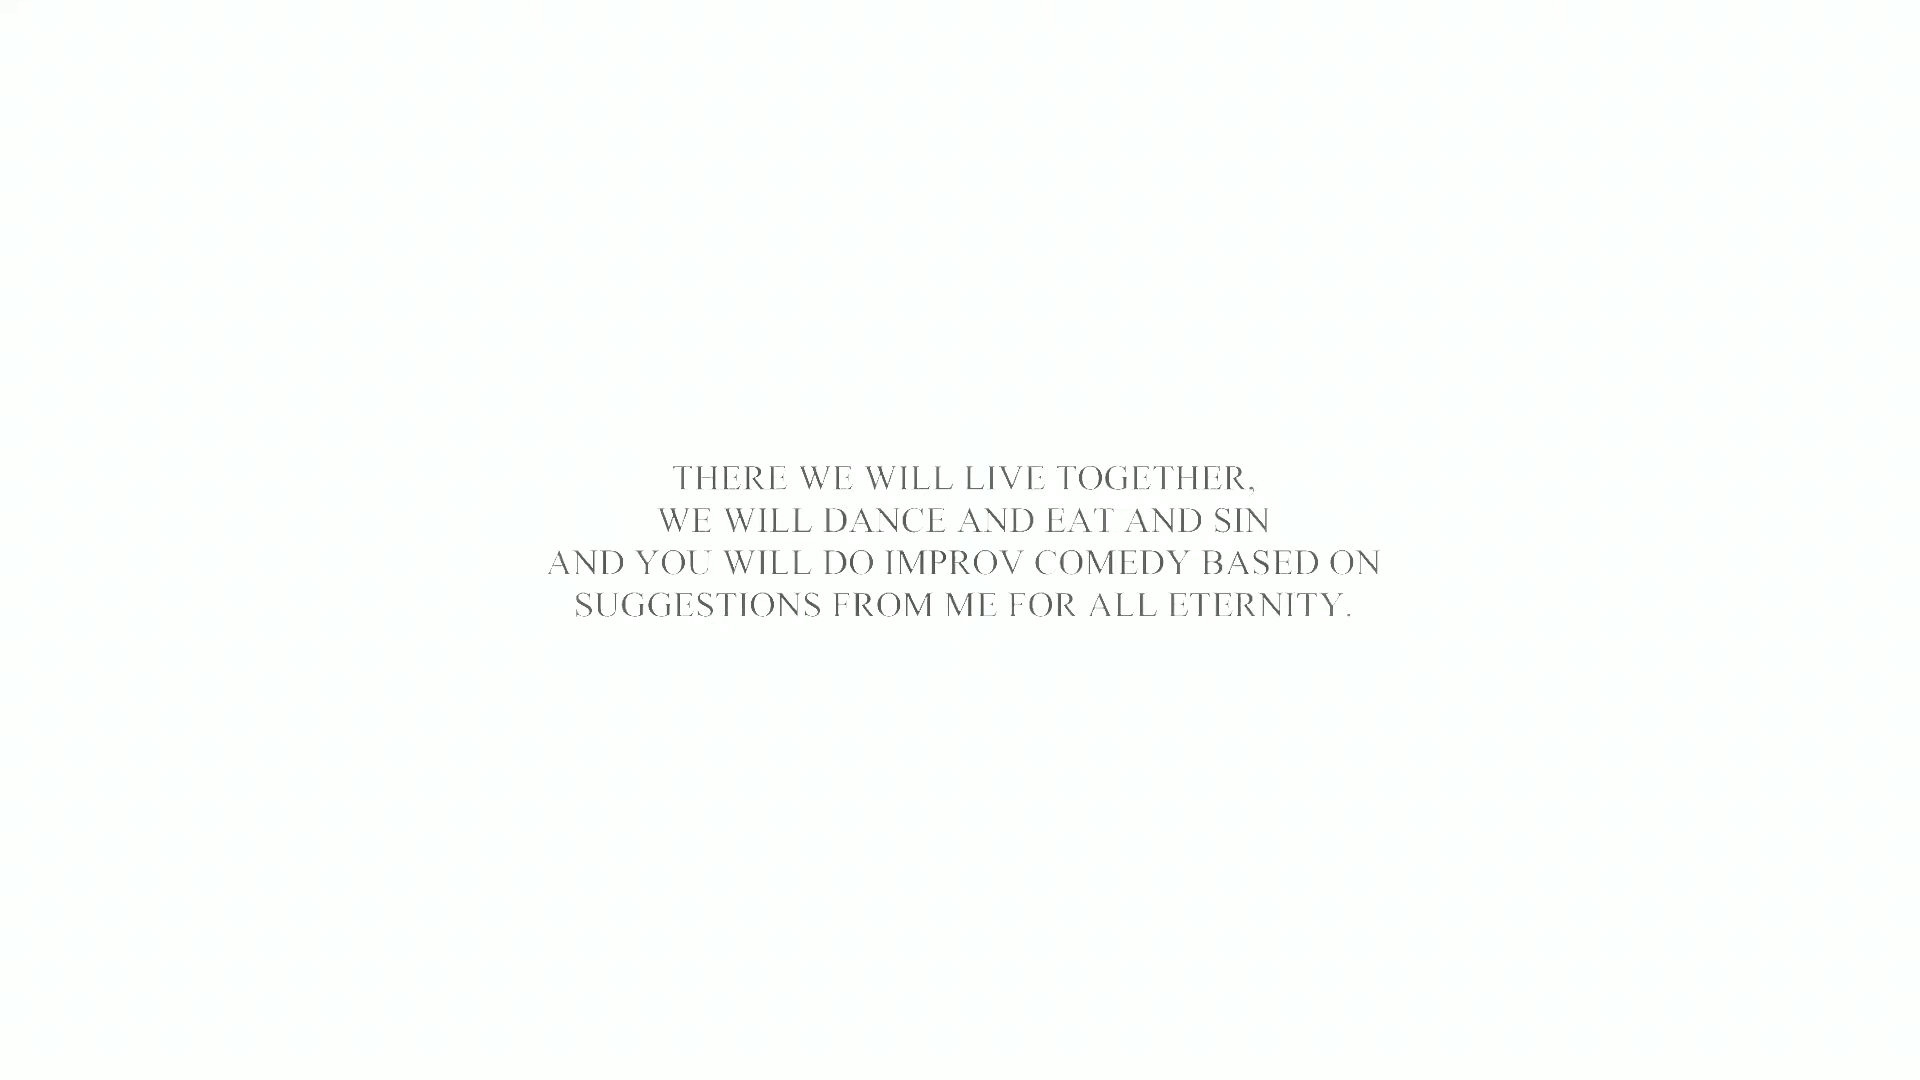 THERE WE WILL LIVE TOGETHER,
WE WILL DANCE AND EAT AND SIN
AND YOU WILL DO IMPROV COMEDY BASED ON
SUGGESTIONS FROM ME FOR ALL ETERNITY.